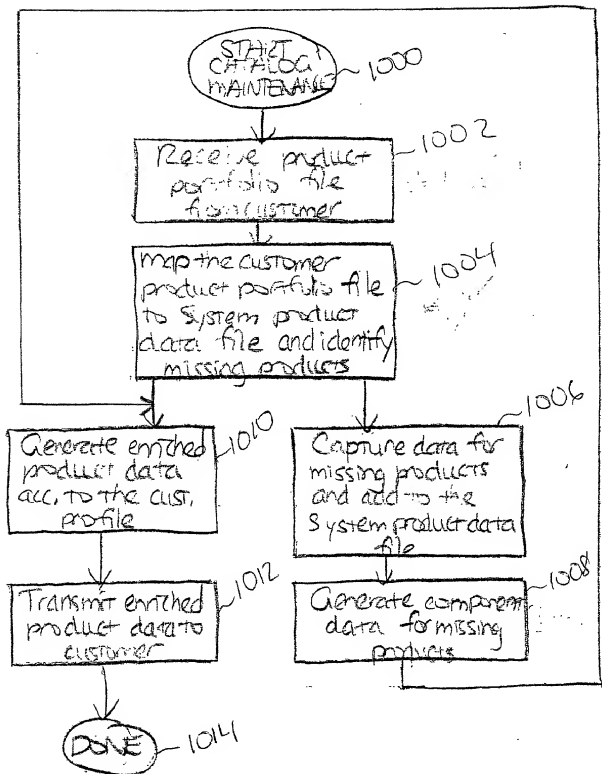 START
CATALOG
MAINTENANCE
1000
Receive product
portfolio file
from customer
1002
map the customer
product portfolio file
to System product
data file and identify
missing products
1004
Generate enriched
product data
acc, to the cust,
profile
1010
Capture data for
missing products
and add to the
System product data
file
1006
Transmit enriched
product data to
customer
1012
Generate component
data for missing
products
1008
DONE
1014